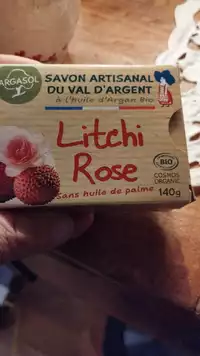 ARGASOL
SAVON ARTISANAL
DU VAL D'ARGENT
à l'huile d'Argan Bio
Litchi
Rose
sans huile de palme
BIO
COSMOS
ORGANIC
140g